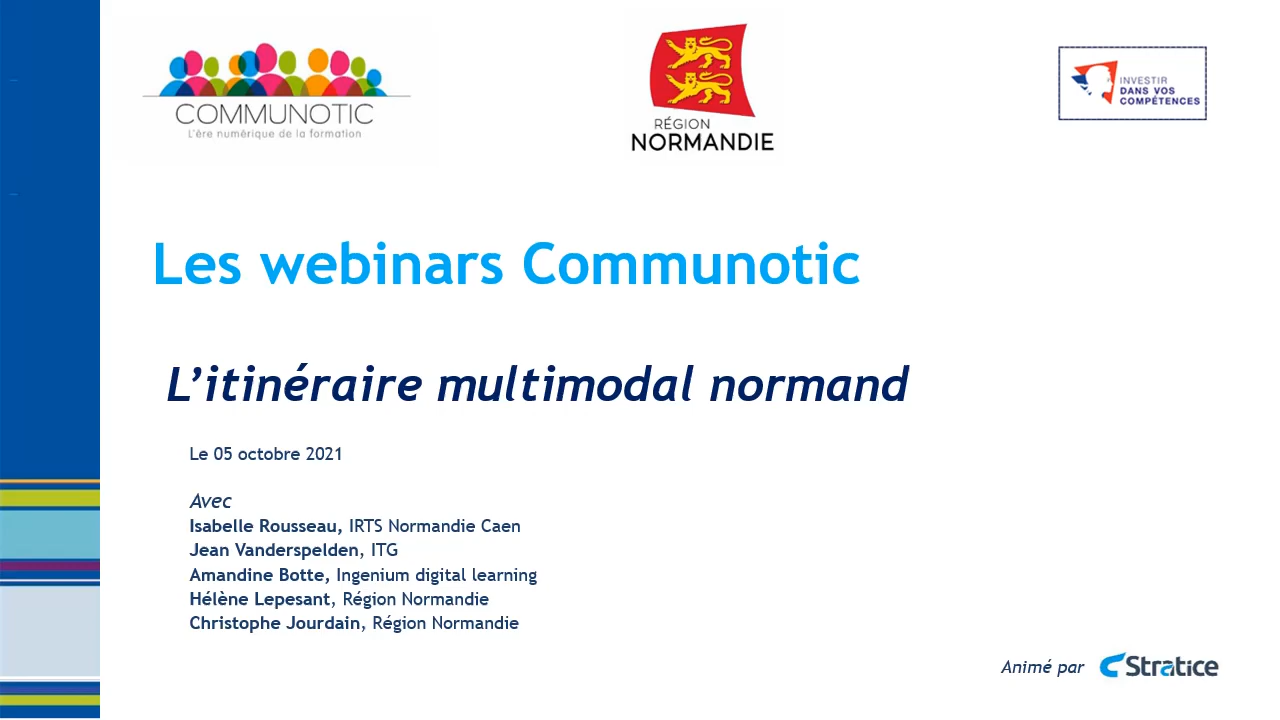 COMMUNOTIC
L'ère numérique de la formation
RÉGION
NORMANDIE
INVESTIR
DANS VOS
COMPÉTENCES
Les webinars Communotic
L’itinéraire multimodal normand
Le 05 octobre 2021
Avec
Isabelle Rousseau, IRTS Normandie Caen
Jean Vanderspelden, ITG
Amandine Botte, Ingenium digital learning
Hélène Lepesant, Région Normandie
Christophe Jourdain, Région Normandie
Animé par Stratice